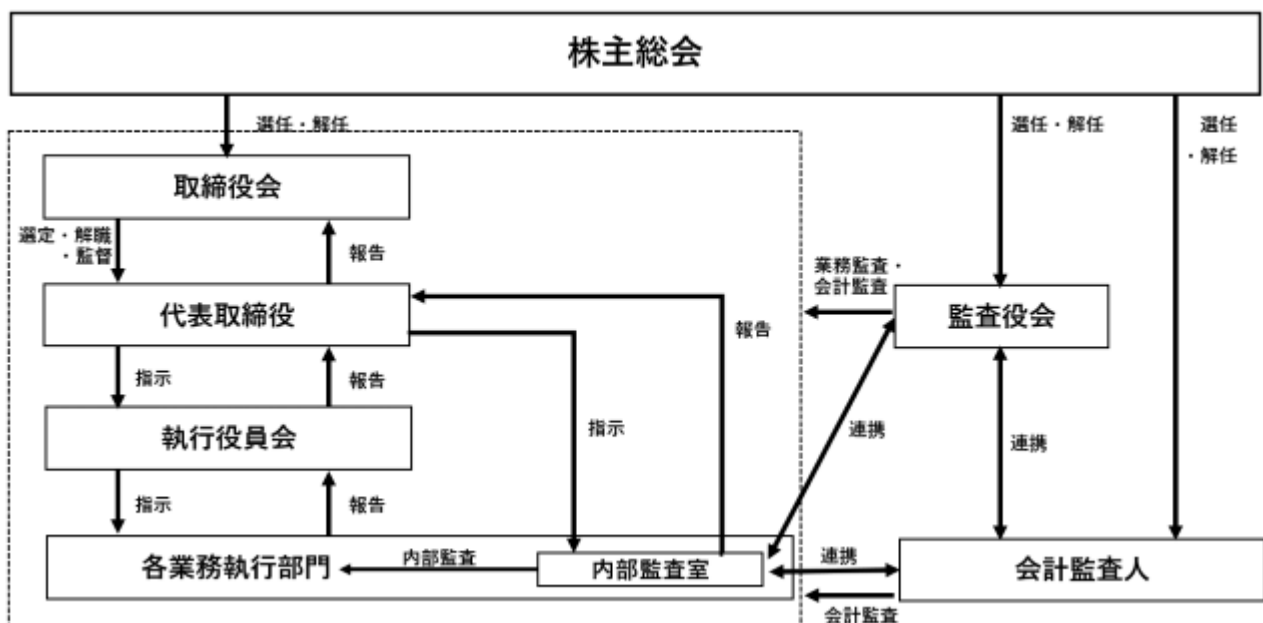 株主総会
選任・解任
選任・解任
選任
・解任
取締役会
選定・解職
・監督
報告
業務監査・
会計監査
代表取締役
監査役会
報告
指示
報告
執行役員会
指示
連携
連携
指示
報告
各業務執行部門
内部監査
内部監査室
連携
会計監査人
会計監査